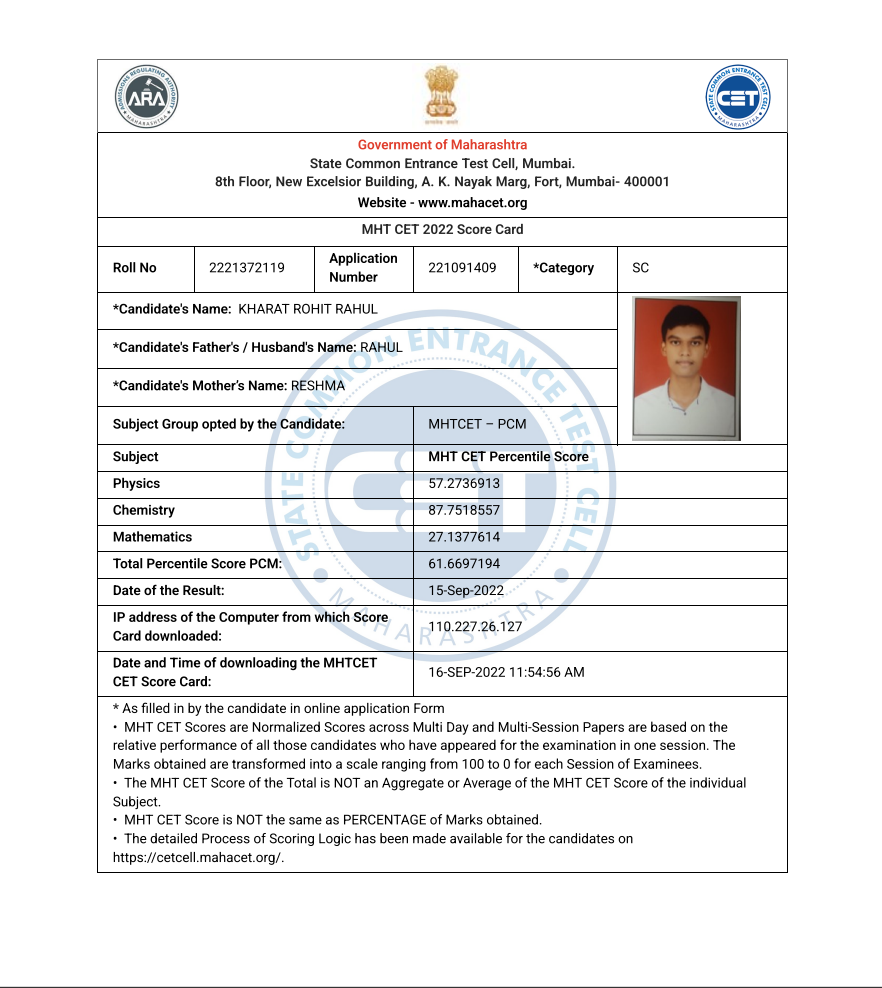 ADMISSIONS REGULATING AUTHORITY
ARA
MAHARASHTRA
STATE COMMON ENTRANCE TEST CELL
CET
MAHARASHTRA
Government of Maharashtra
State Common Entrance Test Cell, Mumbai.
8th Floor, New Excelsior Building, A. K. Nayak Marg, Fort, Mumbai- 400001
Website - www.mahacet.org
MHT CET 2022 Score Card
Roll No 2221372119 Application Number 221091409 *Category SC
*Candidate's Name: KHARAT ROHIT RAHUL
*Candidate's Father's / Husband's Name: RAHUL
*Candidate's Mother's Name: RESHMA
Subject Group opted by the Candidate: MHTCET – PCM
Subject MHT CET Percentile Score
Physics 57.2736913
Chemistry 87.7518557
Mathematics 27.1377614
Total Percentile Score PCM: 61.6697194
Date of the Result: 15-Sep-2022
IP address of the Computer from which Score
Card downloaded: 110.227.26.127
Date and Time of downloading the MHTCET
CET Score Card: 16-SEP-2022 11:54:56 AM
STATE COMMON ENTRANCE TEST CELL
CET
MAHARASHTRA
* As filled in by the candidate in online application Form
• MHT CET Scores are Normalized Scores across Multi Day and Multi-Session Papers are based on the
relative performance of all those candidates who have appeared for the examination in one session. The
Marks obtained are transformed into a scale ranging from 100 to 0 for each Session of Examinees.
• The MHT CET Score of the Total is NOT an Aggregate or Average of the MHT CET Score of the individual
Subject.
• MHT CET Score is NOT the same as PERCENTAGE of Marks obtained.
• The detailed Process of Scoring Logic has been made available for the candidates on
https://cetcell.mahacet.org/.